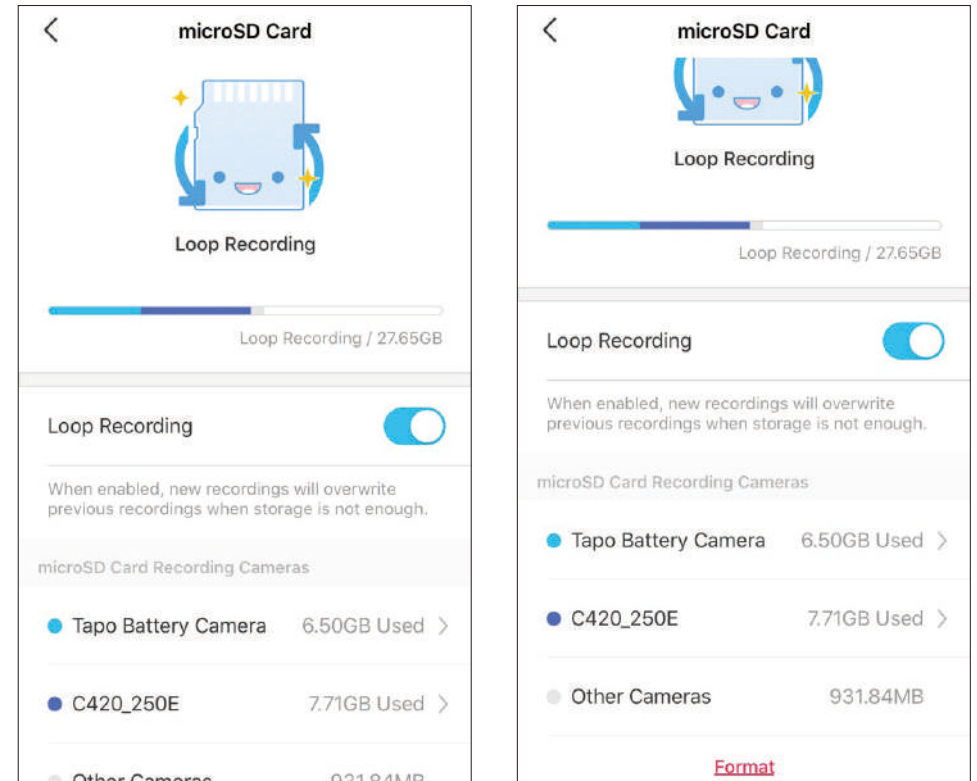 microSD Card
Loop Recording
Loop Recording / 27.65GB
Loop Recording
When enabled, new recordings will overwrite
previous recordings when storage is not enough.
microSD Card Recording Cameras
Tapo Battery Camera 6.50GB Used
C420_250E 7.71GB Used
Other Cameras 931.84MB
microSD Card
Loop Recording
Loop Recording / 27.65GB
Loop Recording
When enabled, new recordings will overwrite
previous recordings when storage is not enough.
microSD Card Recording Cameras
Tapo Battery Camera 6.50GB Used
C420_250E 7.71GB Used
Other Cameras 931.84MB
Format